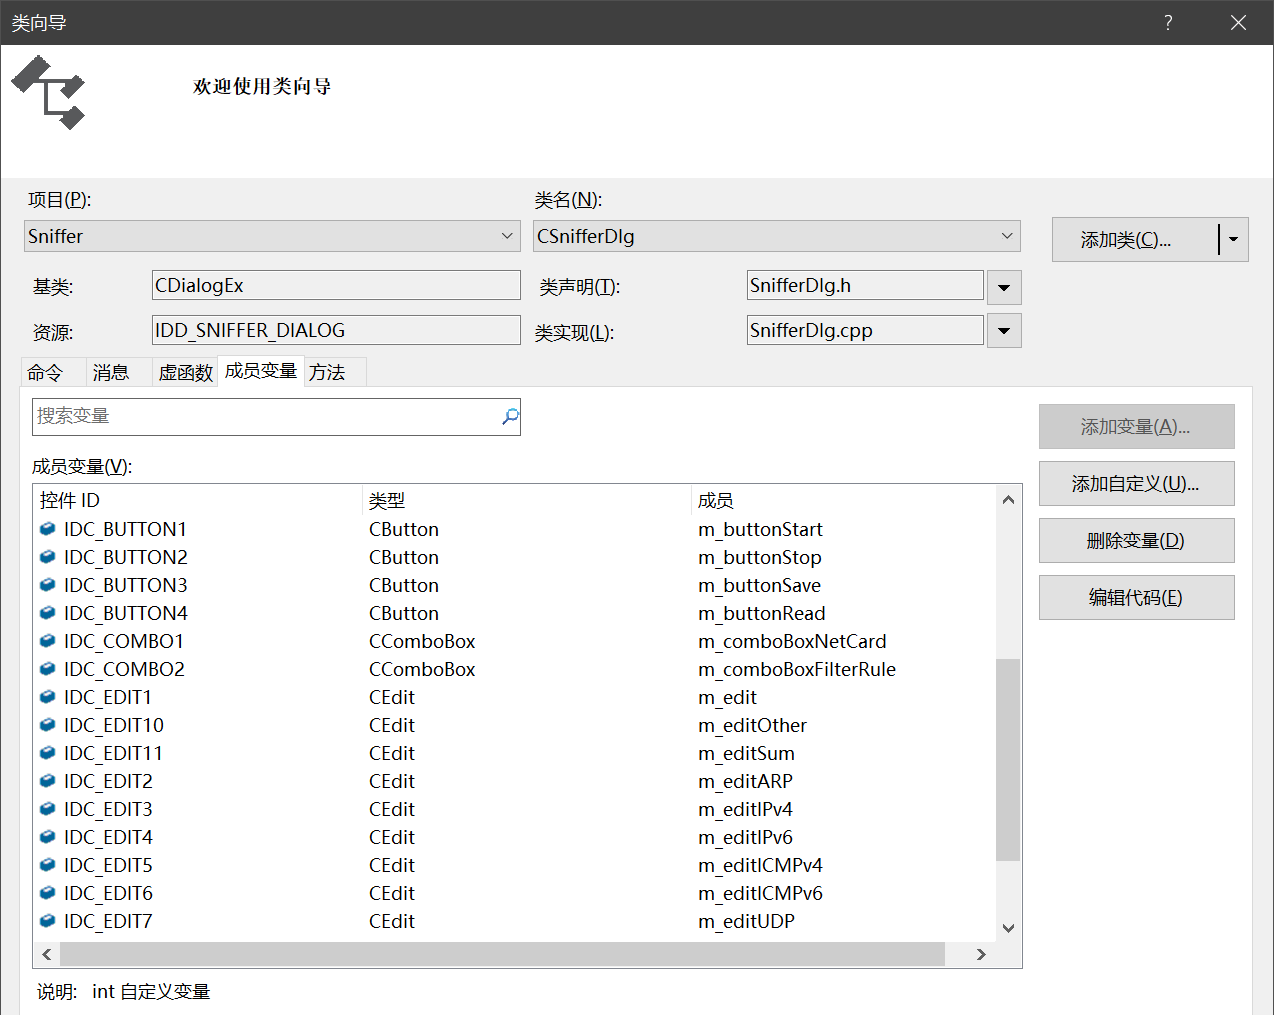 类向导
?
欢迎使用类向导
项目(P):
类名(N):
Sniffer
CSnifferDlg
添加类(C)...
基类:
CDialogEx
类声明(T):
SnifferDlg.h
资源:
IDD_SNIFFER_DIALOG
类实现(L):
SnifferDlg.cpp
命令 消息 虚函数 成员变量 方法
搜索变量
添加变量(A)...
成员变量(V):
添加自定义(U)...
删除变量(D)
编辑代码(E)
控件 ID 类型 成员
IDC_BUTTON1 CButton m_buttonStart
IDC_BUTTON2 CButton m_buttonStop
IDC_BUTTON3 CButton m_buttonSave
IDC_BUTTON4 CButton m_buttonRead
IDC_COMBO1 CComboBox m_comboBoxNetCard
IDC_COMBO2 CComboBox m_comboBoxFilterRule
IDC_EDIT1 CEdit m_edit
IDC_EDIT10 CEdit m_editOther
IDC_EDIT11 CEdit m_editSum
IDC_EDIT2 CEdit m_editARP
IDC_EDIT3 CEdit m_editIPv4
IDC_EDIT4 CEdit m_editIPv6
IDC_EDIT5 CEdit m_editICMPv4
IDC_EDIT6 CEdit m_editICMPv6
IDC_EDIT7 CEdit m_editUDP
说明: int 自定义变量